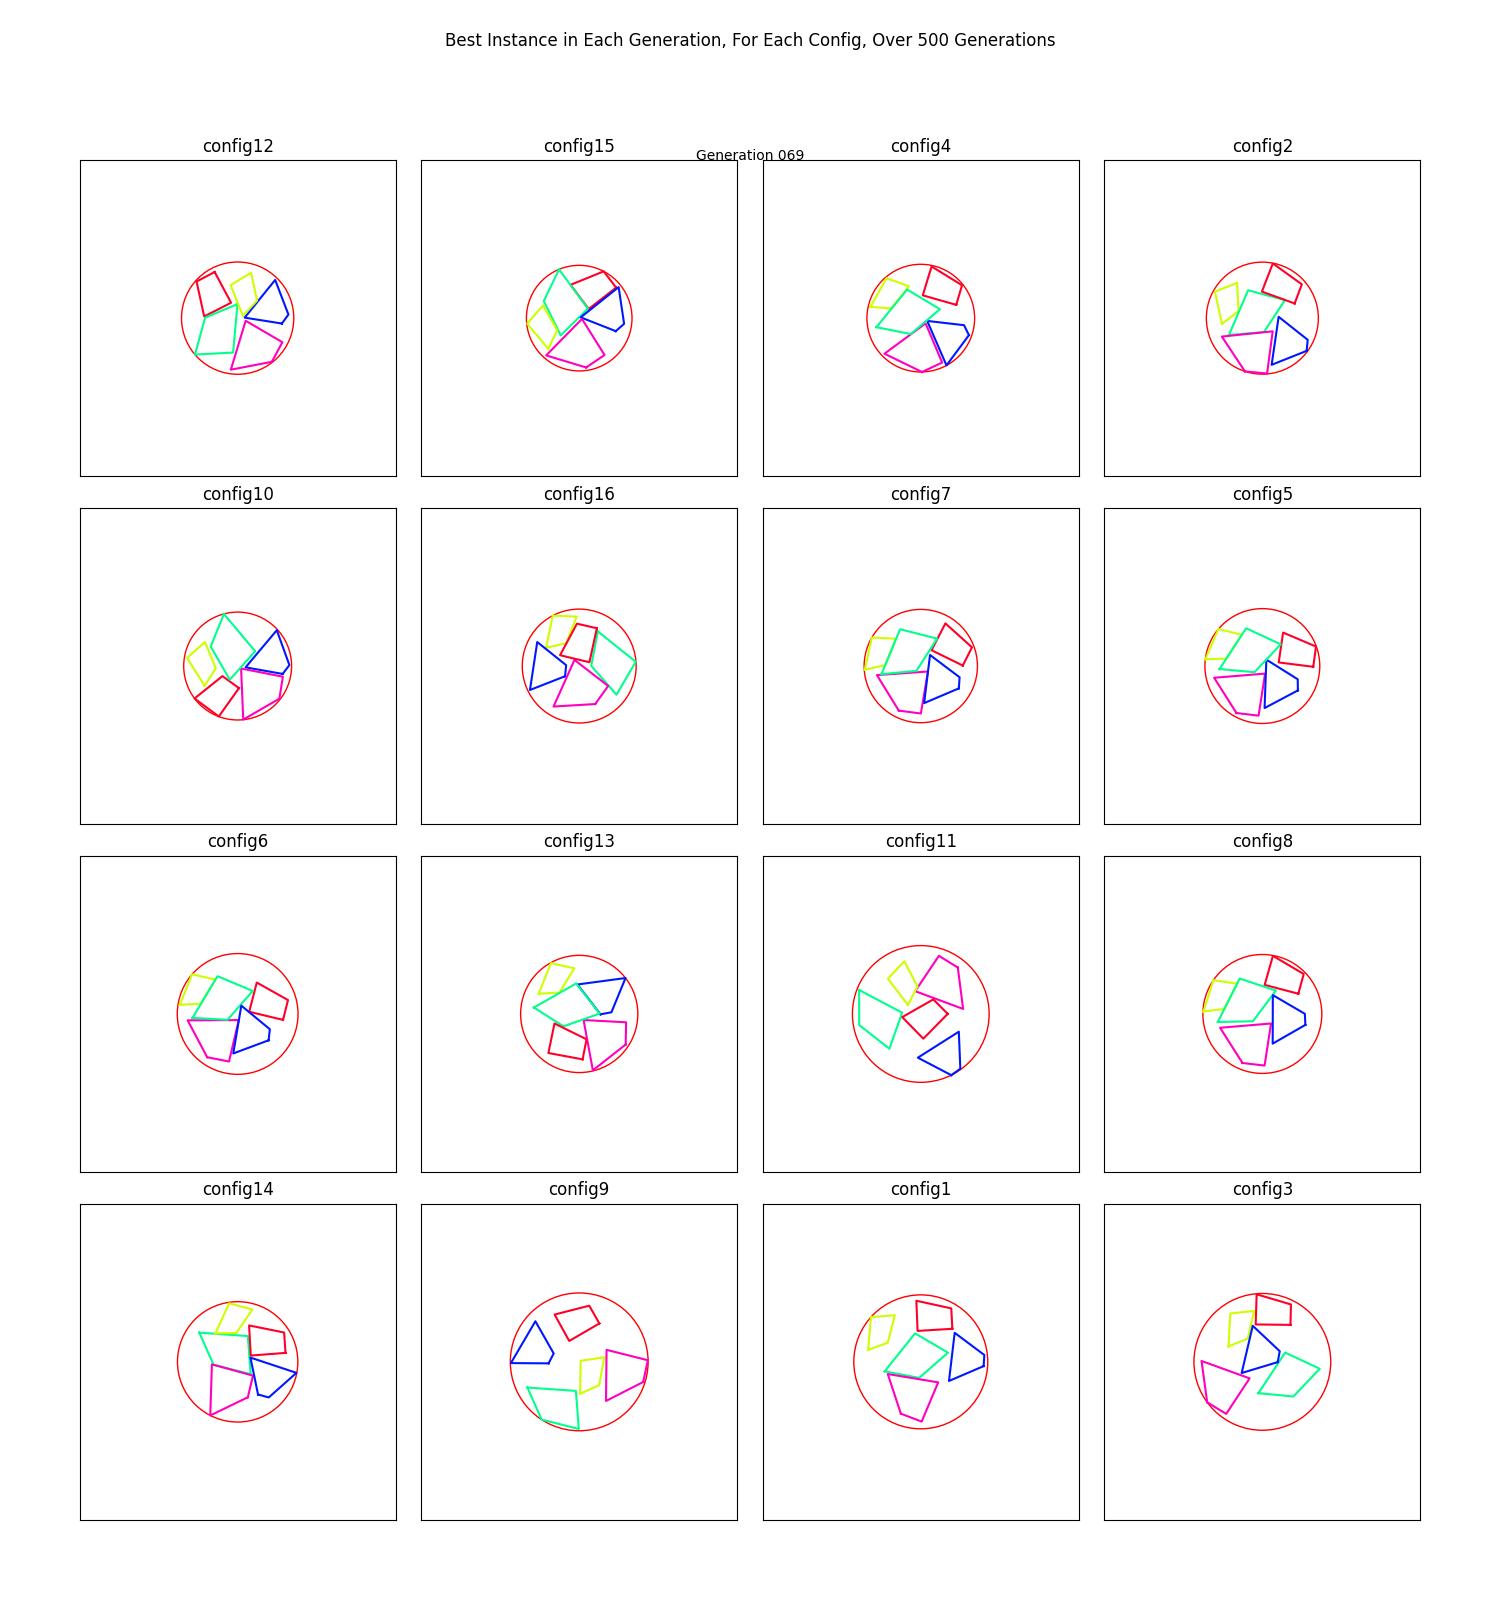 Best Instance in Each Generation, For Each Config, Over 500 Generations
Generation 069
config12
config15
config4
config2
config10
config16
config7
config5
config6
config13
config11
config8
config14
config9
config1
config3